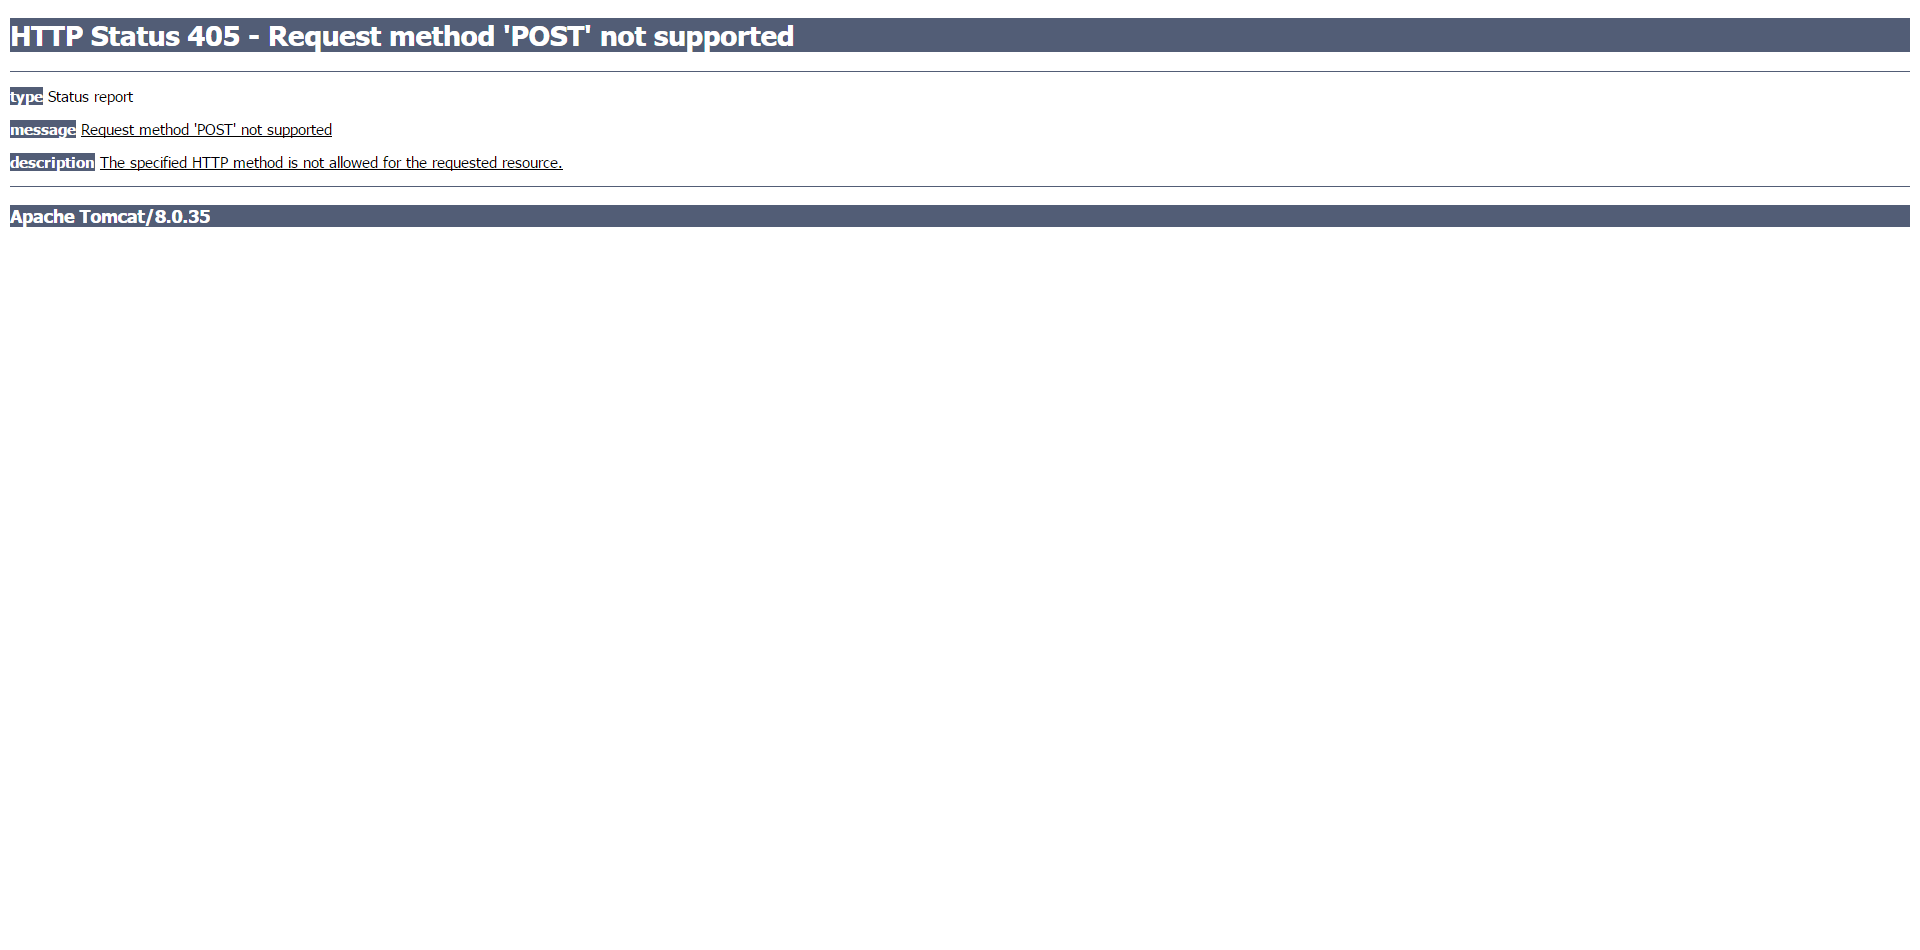 HTTP Status 405 - Request method 'POST' not supported
type Status report
message Request method 'POST' not supported
description The specified HTTP method is not allowed for the requested resource.
Apache Tomcat/8.0.35